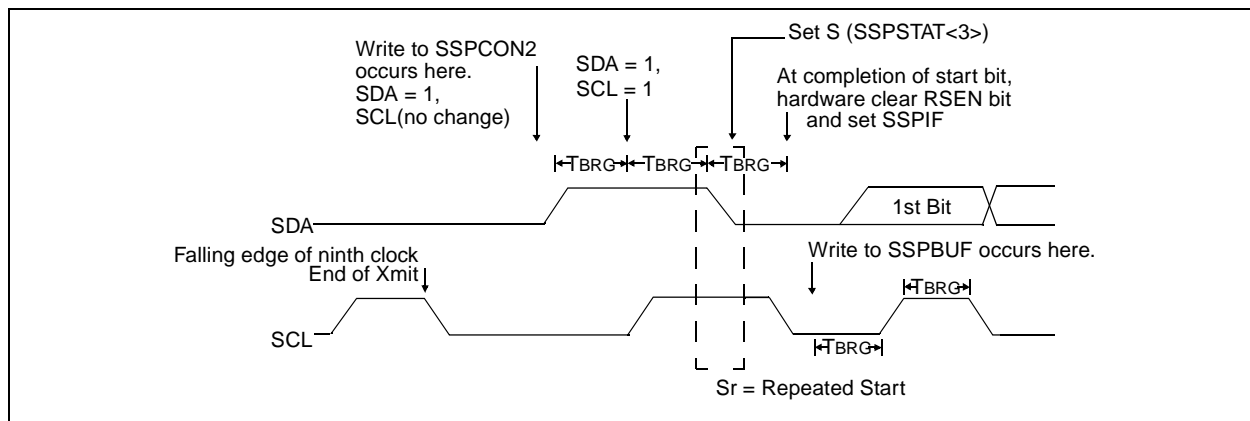 Set S (SSPSTAT<3>)
Write to SSPCON2
occurs here.
SDA = 1,
SCL(no change)
SDA = 1,
SCL = 1
At completion of start bit,
hardware clear RSEN bit
and set SSPIF
TBRG
TBRG
TBRG
SDA
1st Bit
Falling edge of ninth clock
End of Xmit
Write to SSPBUF occurs here.
TBRG
SCL
TBRG
Sr = Repeated Start